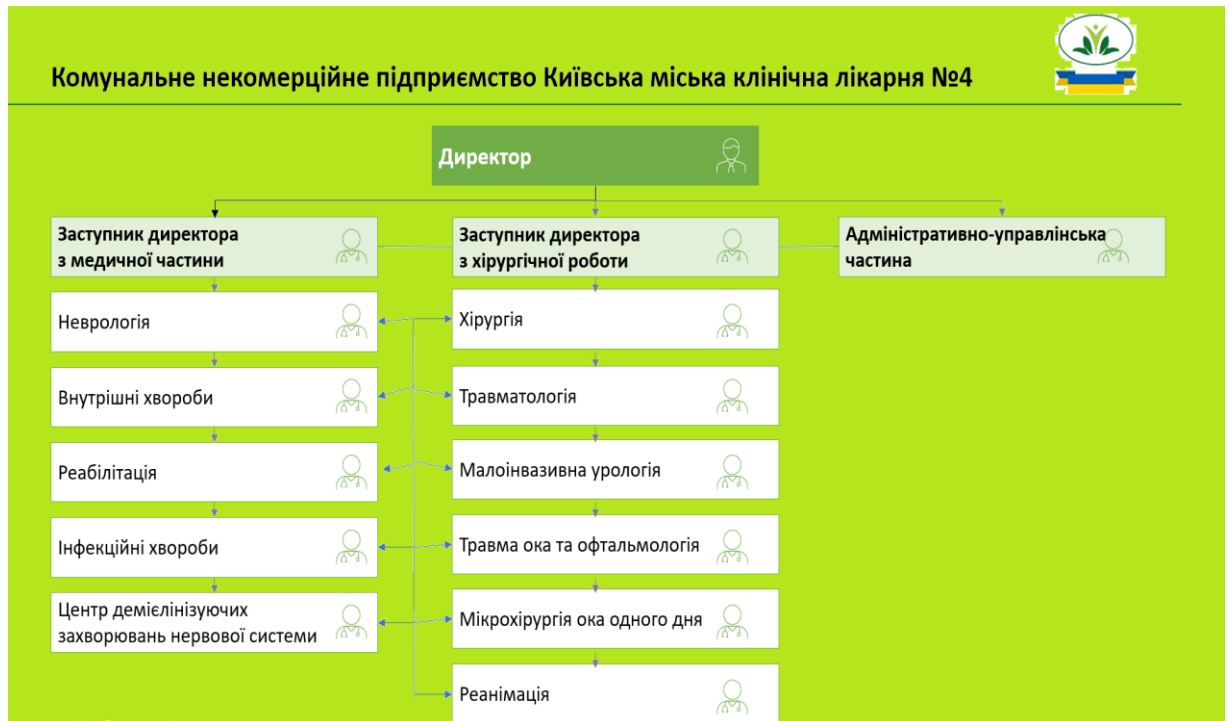 Комунальне некомерційне підприємство Київська міська клінічна лікарня №4
Директор
Заступник директора
з медичної частини
Неврологія
Внутрішні хвороби
Реабілітація
Інфекційні хвороби
Центр демієлінізуючих
захворювань нервової системи
Заступник директора
з хірургічної роботи
Хірургія
Травматологія
Малоінвазивна урологія
Травма ока та офтальмологія
Мікрохірургія ока одного дня
Реанімація
Адміністративно-управлінська
частина